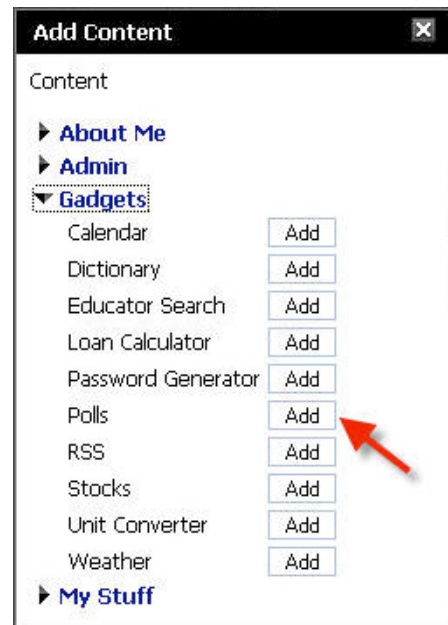 Add Content
Content
About Me
Admin
Gadgets
Calendar Add
Dictionary Add
Educator Search Add
Loan Calculator Add
Password Generator Add
Polls Add
RSS Add
Stocks Add
Unit Converter Add
Weather Add
My Stuff